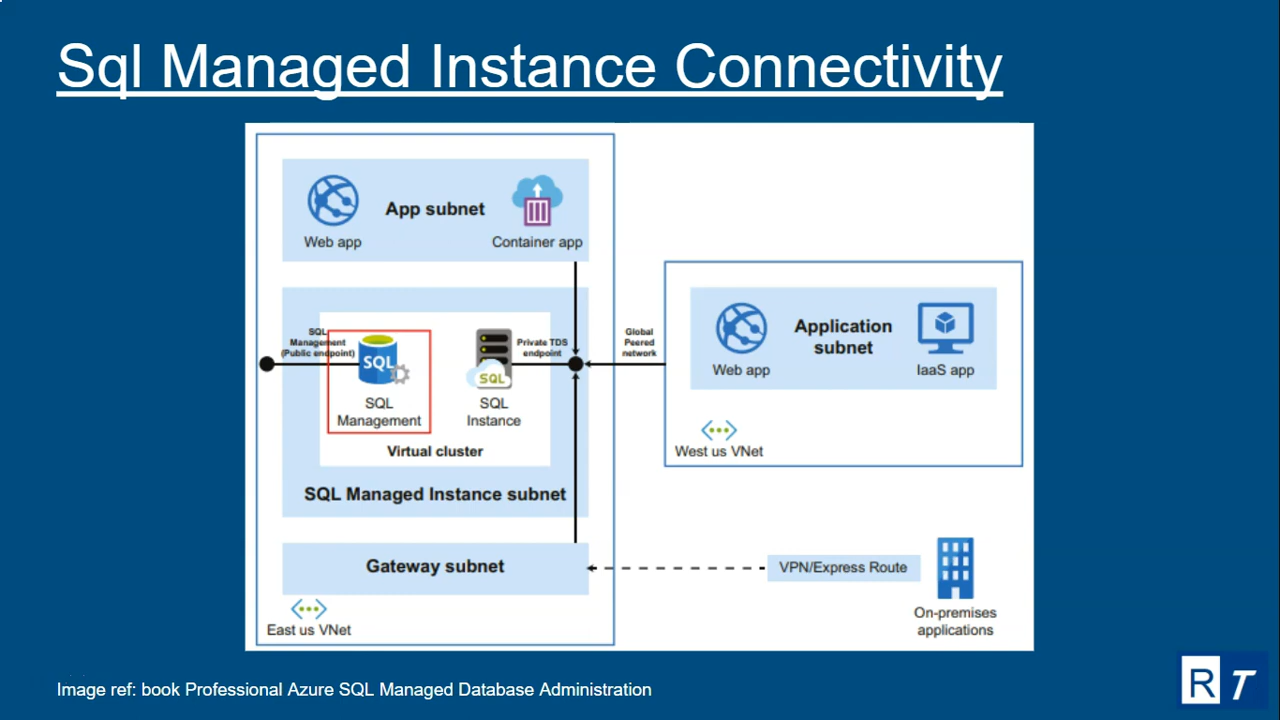 Sql Managed Instance Connectivity
App subnet
Web app
Container app
SQL
Management
(Public endpoint)
SQL
SQL
Management
SQL
SQL
Instance
Private TDS
endpoint
Virtual cluster
SQL Managed Instance subnet
Gateway subnet
East us VNet
Global
Peered
network
Application
subnet
Web app
IaaS app
West us VNet
VPN/Express Route
On-premises
applications
Image ref: book Professional Azure SQL Managed Database Administration
R T